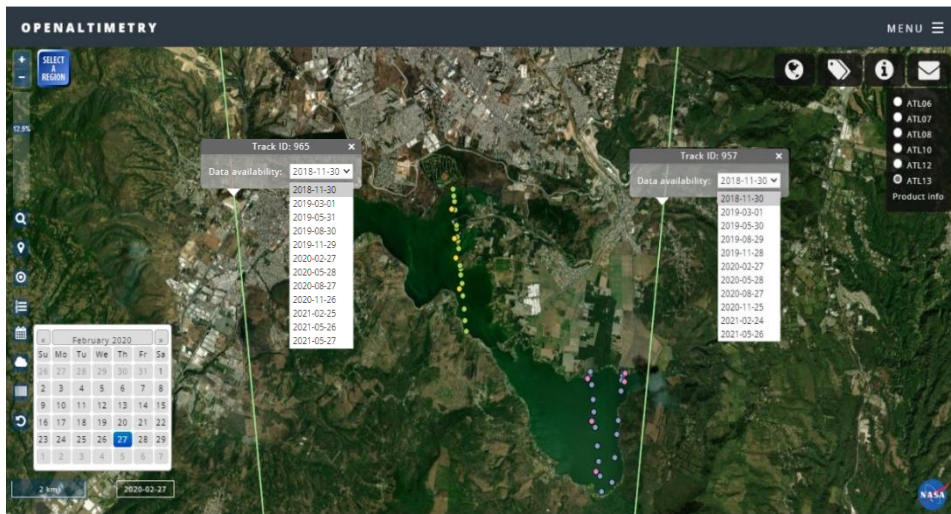 OPENALTIMETRY
MENU
+
SELECT
A
REGION
-
12.9%
ATL06
ATL07
ATL08
ATL10
ATL12
ATL13
Product info
Track ID: 965 ×
Data availability: 2018-11-30
2018-11-30
2019-03-01
2019-05-31
2019-08-30
2019-11-29
2020-02-27
2020-05-28
2020-08-27
2020-11-26
2021-02-25
2021-05-26
2021-05-27
Track ID: 957 ×
Data availability: 2018-11-30
2018-11-30
2019-03-01
2019-05-30
2019-08-29
2019-11-28
2020-02-27
2020-05-28
2020-08-27
2020-11-25
2021-02-24
2021-05-26
« February 2020 »
Su Mo Tu We Th Fr Sa
26 27 28 29 30 31 1
2 3 4 5 6 7 8
9 10 11 12 13 14 15
16 17 18 19 20 21 22
23 24 25 26 27 28 29
1 2 3 4 5 6 7
2 km
2020-02-27
NASA